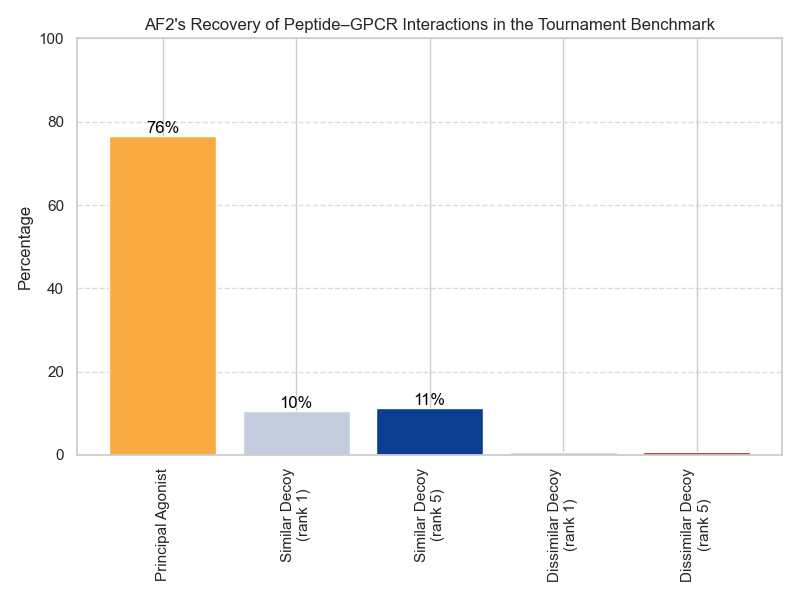 AF2's Recovery of Peptide–GPCR Interactions in the Tournament Benchmark
Percentage
100
80
60
40
20
0
76%
10%
11%
Principal Agonist
Similar Decoy
(rank 1)
Similar Decoy
(rank 5)
Dissimilar Decoy
(rank 1)
Dissimilar Decoy
(rank 5)